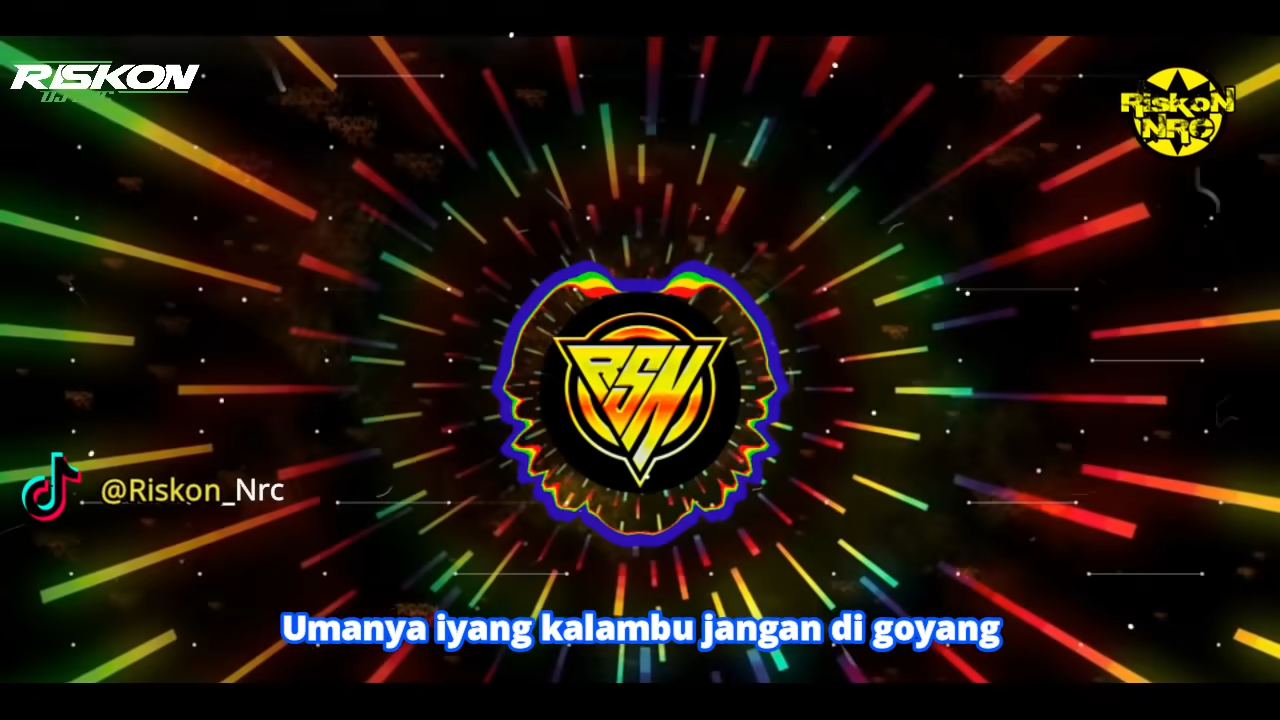 RISKON
RiskoN
NRC
RSN
@Riskon_Nrc
Umanya iyang kalambu jangan di goyang